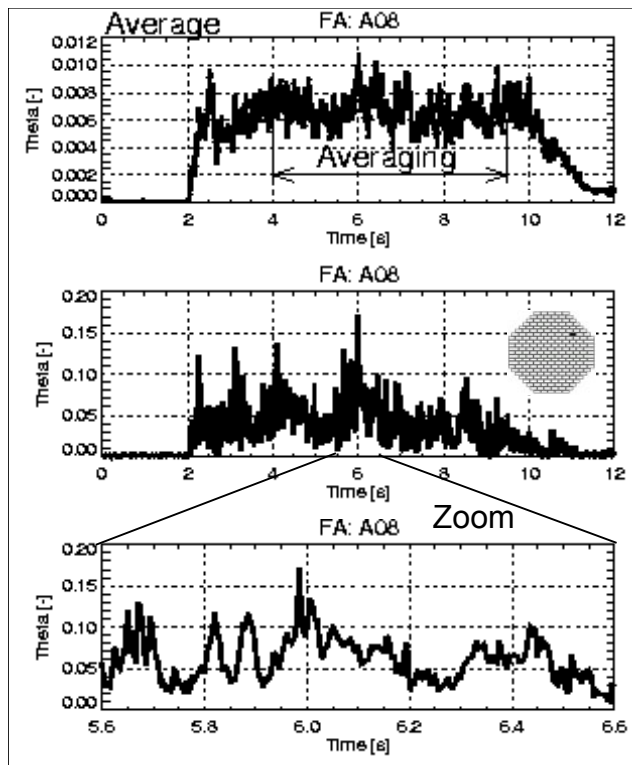 Average
FA: A08
0.012
0.010
0.008
0.006
0.004
0.002
0.000
Theta [-]
Averaging
0 2 4 6 8 10 12
Time [s]
FA: A08
0.20
0.15
0.10
0.05
0.00
Theta [-]
0 2 4 6 8 10 12
Time [s]
Zoom
FA: A08
0.20
0.15
0.10
0.05
0.00
Theta [-]
5.6 5.8 6.0 6.2 6.4 6.6
Time [s]